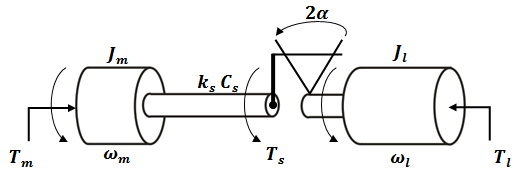 2α
J_m
k_s C_s
J_l
T_m
ω_m
T_s
ω_l
T_l